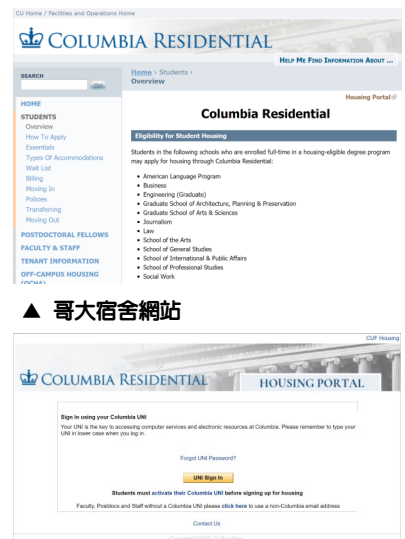 CU Home / Facilities and Operations Home
COLUMBIA RESIDENTIAL
HELP ME FIND INFORMATION ABOUT ...
SEARCH
Go!
Home > Students >
Overview
Housing Portal
HOME
STUDENTS
Overview
How To Apply
Essentials
Types Of Accommodations
Wait List
Billing
Moving In
Policies
Transferring
Moving Out
POSTDOCTORAL FELLOWS
FACULTY & STAFF
TENANT INFORMATION
OFF-CAMPUS HOUSING
(OCHA)
Columbia Residential
Eligibility for Student Housing
Students in the following schools who are enrolled full-time in a housing-eligible degree program
may apply for housing through Columbia Residential:
• American Language Program
• Business
• Engineering (Graduate)
• Graduate School of Architecture, Planning & Preservation
• Graduate School of Arts & Sciences
• Journalism
• Law
• School of the Arts
• School of General Studies
• School of International & Public Affairs
• School of Professional Studies
• Social Work
▲ 哥大宿舍網站
CUF Housing
COLUMBIA RESIDENTIAL
HOUSING PORTAL
Sign In using your Columbia UNI
Your UNI is the key to accessing computer services and electronic resources at Columbia. Please remember to type your
UNI in lower case when you log in.
Forgot UNI Password?
UNI Sign In
Students must activate their Columbia UNI before signing up for housing
Faculty, Postdocs and Staff without a Columbia UNI please click here to use a non-Columbia email address
Contact Us